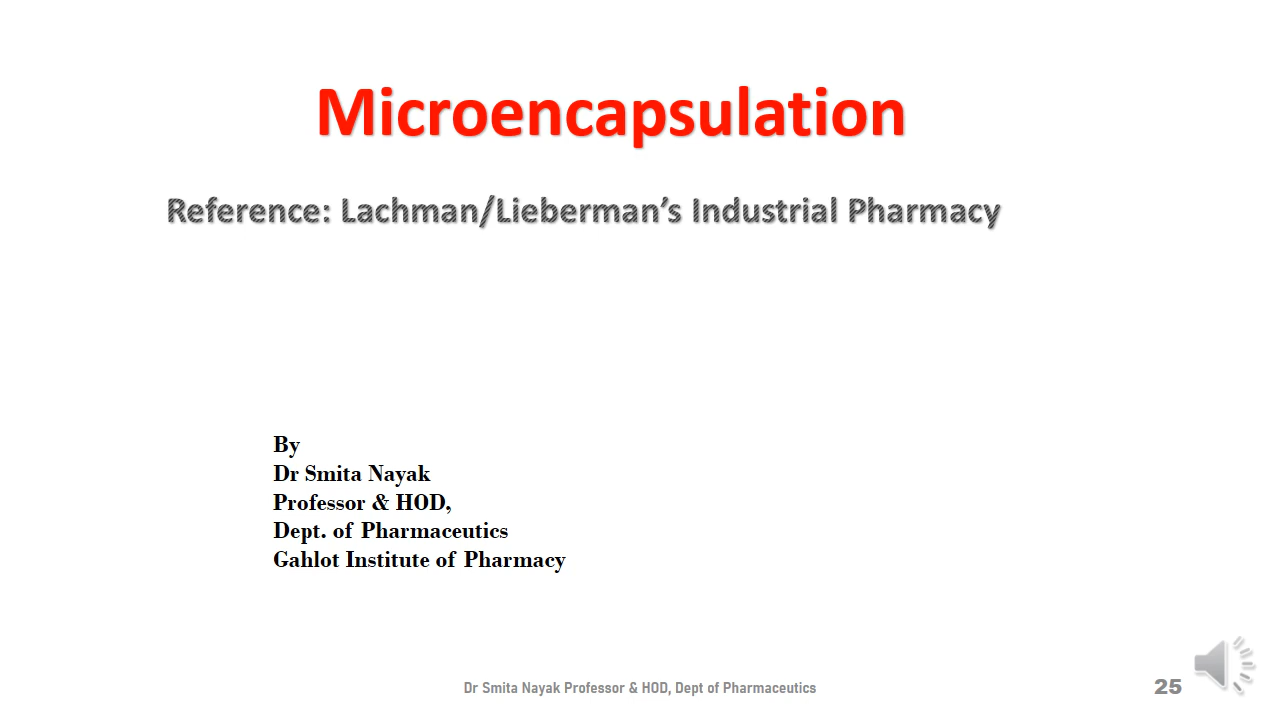 Microencapsulation
Reference: Lachman/Lieberman’s Industrial Pharmacy
By
Dr Smita Nayak
Professor & HOD,
Dept. of Pharmaceutics
Gahlot Institute of Pharmacy
Dr Smita Nayak Professor & HOD, Dept of Pharmaceutics
25